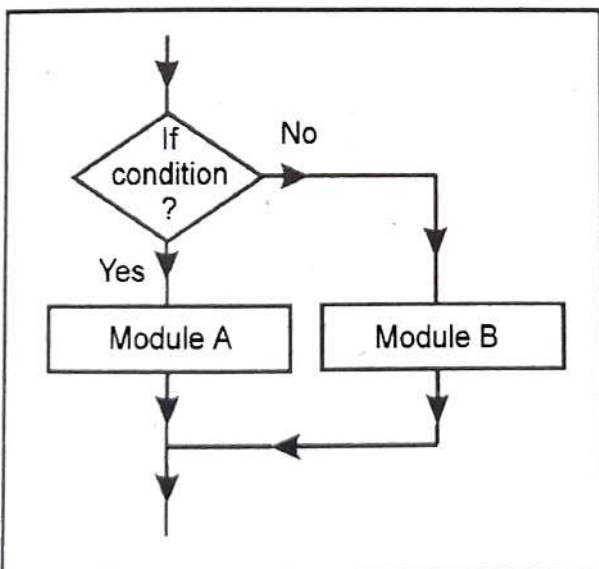 If
condition
?
No
Yes
Module A
Module B